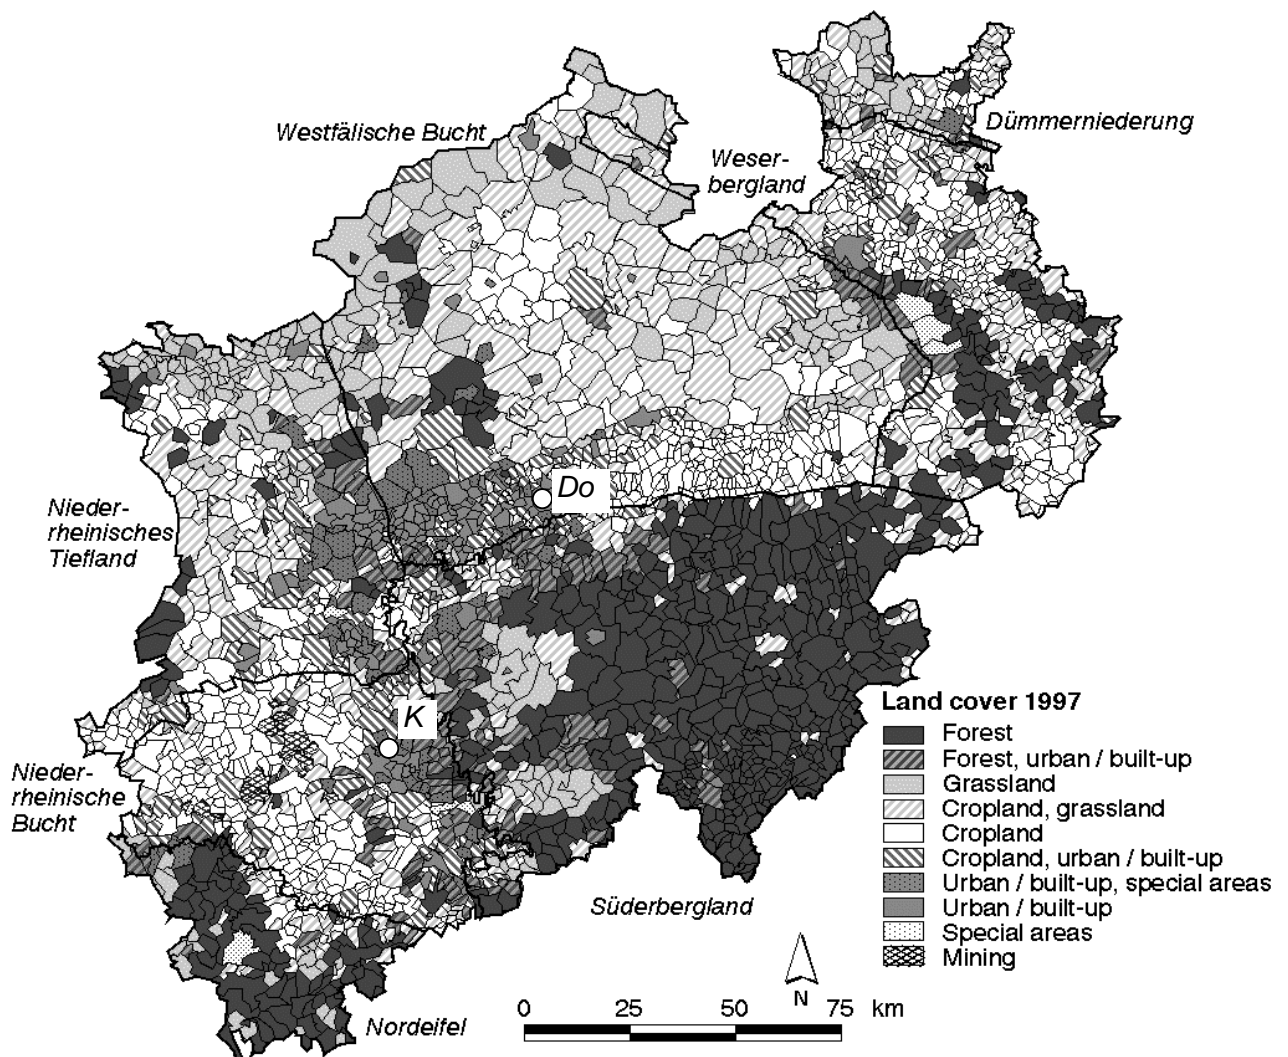 Westfälische Bucht
Dümmerniederung
Weser-
bergland
Do
Nieder-
rheinisches
Tiefland
K
Nieder-
rheinische
Bucht
Süderbergland
Nordeifel
Land cover 1997
Forest
Forest, urban / built-up
Grassland
Cropland, grassland
Cropland
Cropland, urban / built-up
Urban / built-up, special areas
Urban / built-up
Special areas
Mining
N
0 25 50 75 km